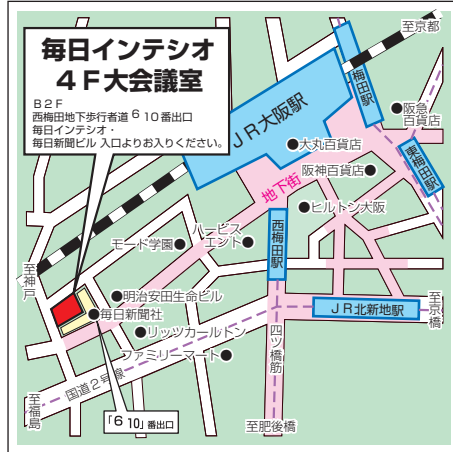 毎日インテシオ
4F大会議室
B2F
西梅田地下歩行者道 6 10番出口
毎日インテシオ・
毎日新聞ビル 入口よりお入りください。
至京都
梅田駅
阪急
百貨店
JR大阪駅
大丸百貨店
阪神百貨店
東梅田駅
地下街
ヒルトン大阪
ハービス
エント
モード学園
西梅田駅
至神戸
明治安田生命ビル
毎日新聞社
JR北新地駅
至京橋
リッツカールトン
ファミリーマート
四ツ橋筋
国道2号線
至福島
「6 10」番出口
至肥後橋